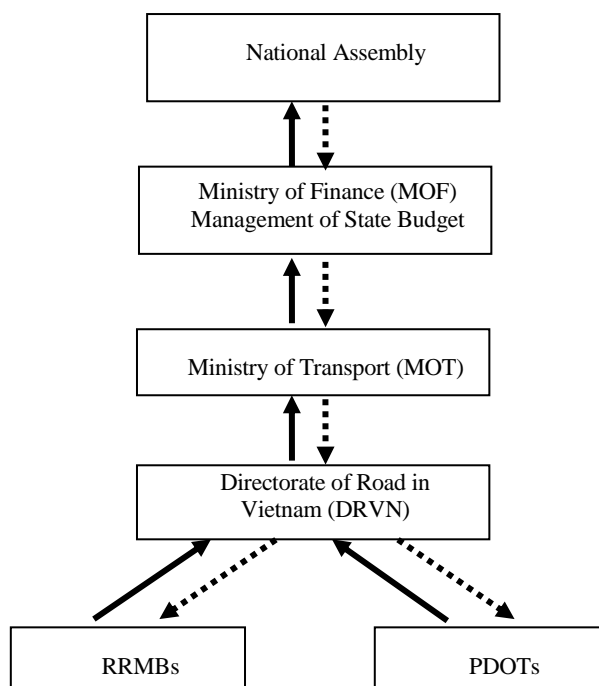 National Assembly
Ministry of Finance (MOF)
Management of State Budget
Ministry of Transport (MOT)
Directorate of Road in
Vietnam (DRVN)
RRMBs
PDOTs